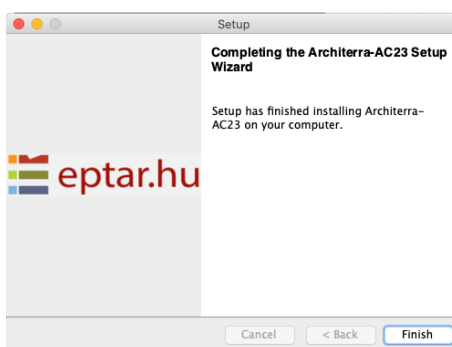 Setup
Completing the Architerra-AC23 Setup
Wizard
Setup has finished installing Architerra-
AC23 on your computer.
eptar.hu
Cancel
< Back
Finish